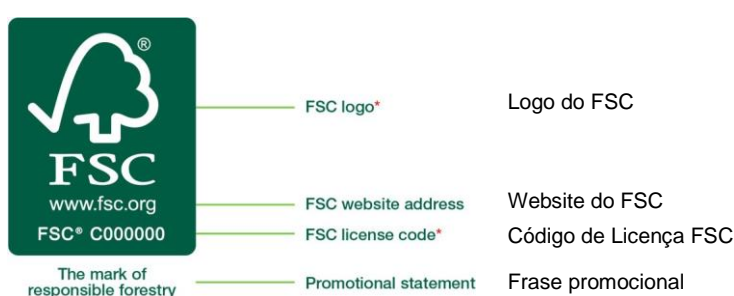 ®
FSC
www.fsc.org
FSC® C000000
The mark of
responsible forestry
FSC logo* Logo do FSC
FSC website address Website do FSC
FSC license code* Código de Licença FSC
Promotional statement Frase promocional